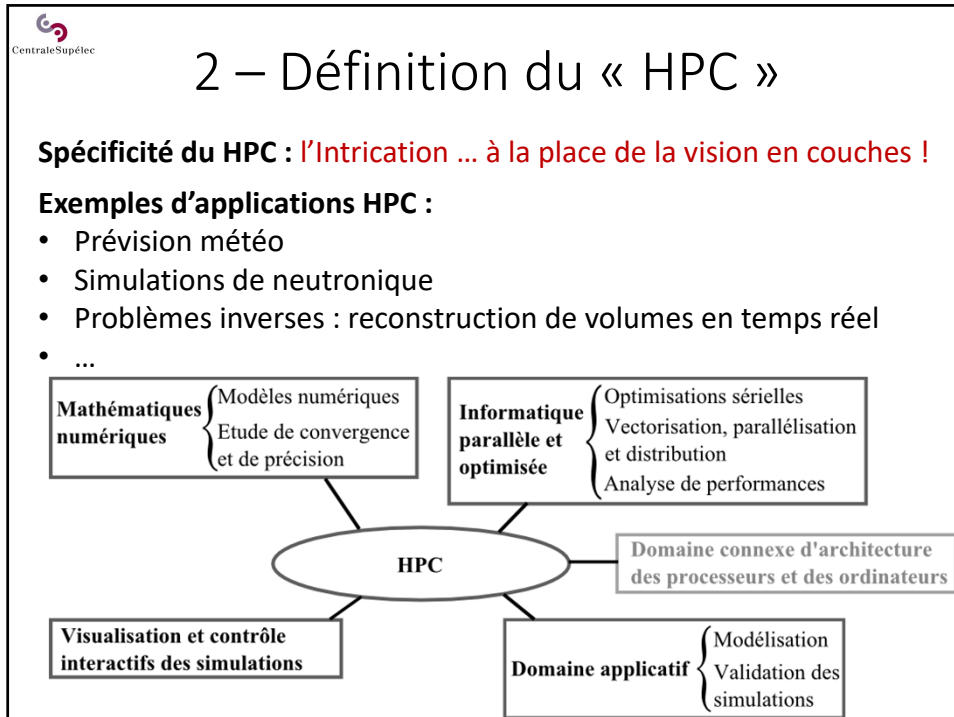 CentraleSupélec
2 – Définition du « HPC »
Spécificité du HPC : l'Intrication … à la place de la vision en couches !
Exemples d'applications HPC :
• Prévision météo
• Simulations de neutronique
• Problèmes inverses : reconstruction de volumes en temps réel
• …
Mathématiques
numériques
Modèles numériques
Etude de convergence
et de précision
Informatique
parallèle et
optimisée
Optimisations sérielles
Vectorisation, parallélisation
et distribution
Analyse de performances
HPC
Domaine connexe d'architecture
des processeurs et des ordinateurs
Visualisation et contrôle
interactifs des simulations
Domaine applicatif
Modélisation
Validation des
simulations